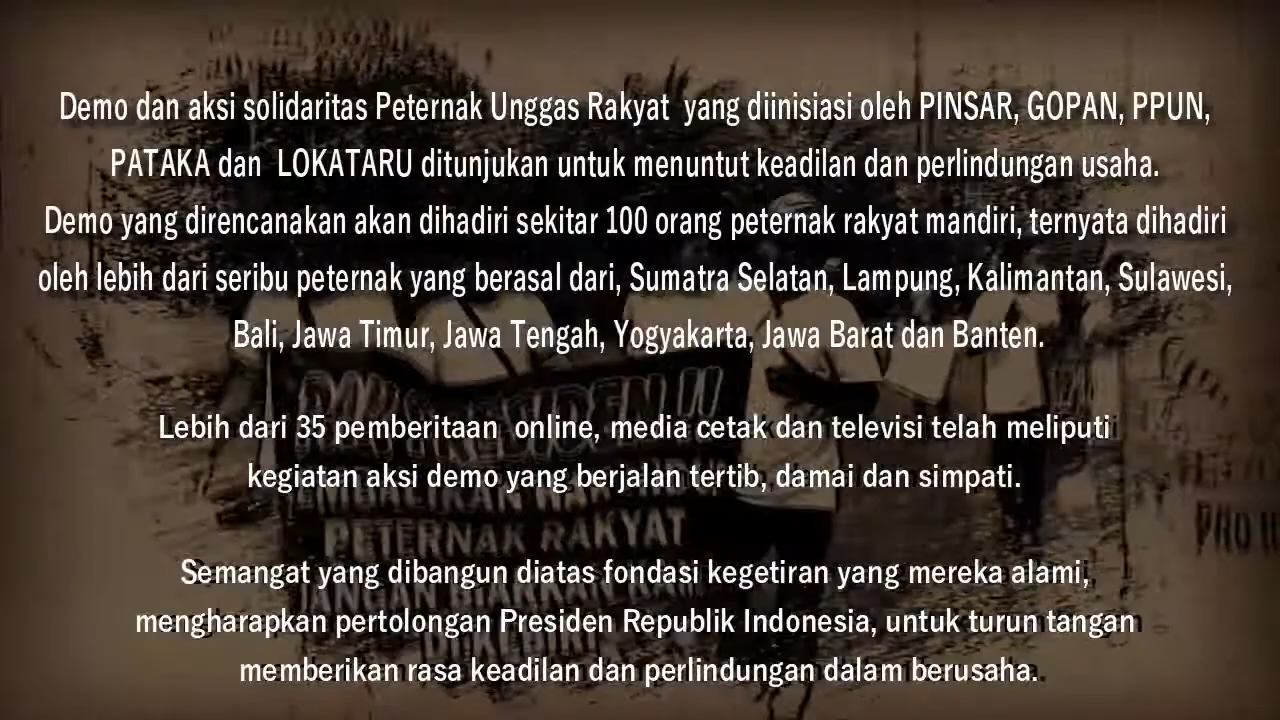 Demo dan aksi solidaritas Peternak Unggas Rakyat yang diinisiasi oleh PINSAR, GOPAN, PPUN,
PATAKA dan LOKATARU ditunjukan untuk menuntut keadilan dan perlindungan usaha.
Demo yang direncanakan akan dihadiri sekitar 100 orang peternak rakyat mandiri, ternyata dihadiri
oleh lebih dari seribu peternak yang berasal dari, Sumatra Selatan, Lampung, Kalimantan, Sulawesi,
Bali, Jawa Timur, Jawa Tengah, Yogyakarta, Jawa Barat dan Banten.
Lebih dari 35 pemberitaan online, media cetak dan televisi telah meliputi
kegiatan aksi demo yang berjalan tertib, damai dan simpati.
Semangat yang dibangun diatas fondasi kegetiran yang mereka alami,
mengharapkan pertolongan Presiden Republik Indonesia, untuk turun tangan
memberikan rasa keadilan dan perlindungan dalam berusaha.
PETERNAK RAKYAT